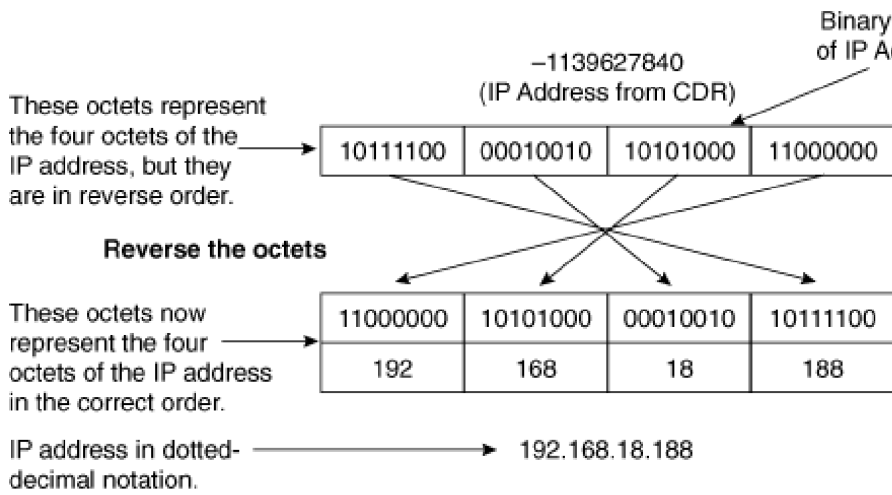 Binary
of IP A
−1139627840
(IP Address from CDR)
These octets represent
the four octets of the
IP address, but they
are in reverse order.
10111100 00010010 10101000 11000000
Reverse the octets
These octets now
represent the four
octets of the IP address
in the correct order.
11000000 10101000 00010010 10111100
192 168 18 188
IP address in dotted-
decimal notation.
192.168.18.188